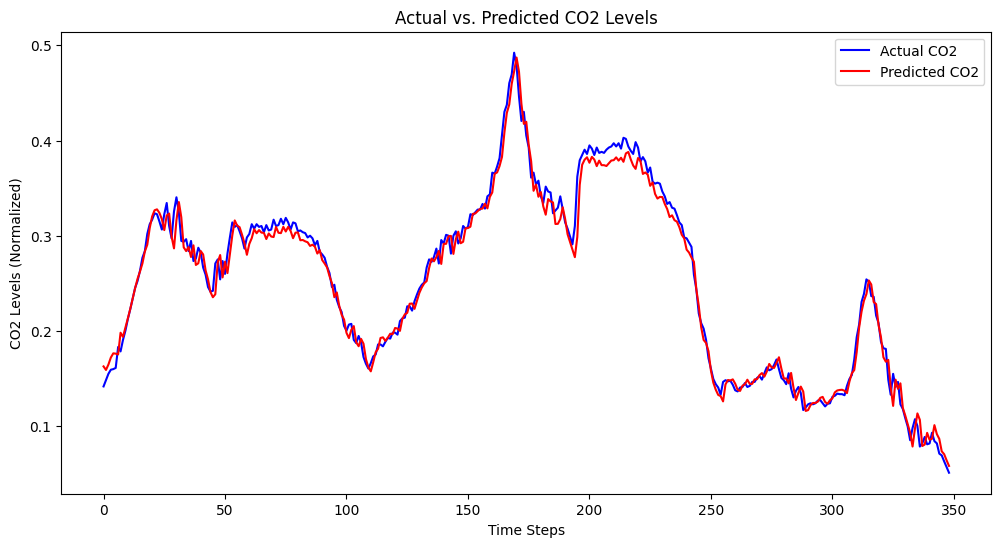 Actual vs. Predicted CO2 Levels
Actual CO2
Predicted CO2
CO2 Levels (Normalized)
0.5
0.4
0.3
0.2
0.1
0 50 100 150 200 250 300 350
Time Steps